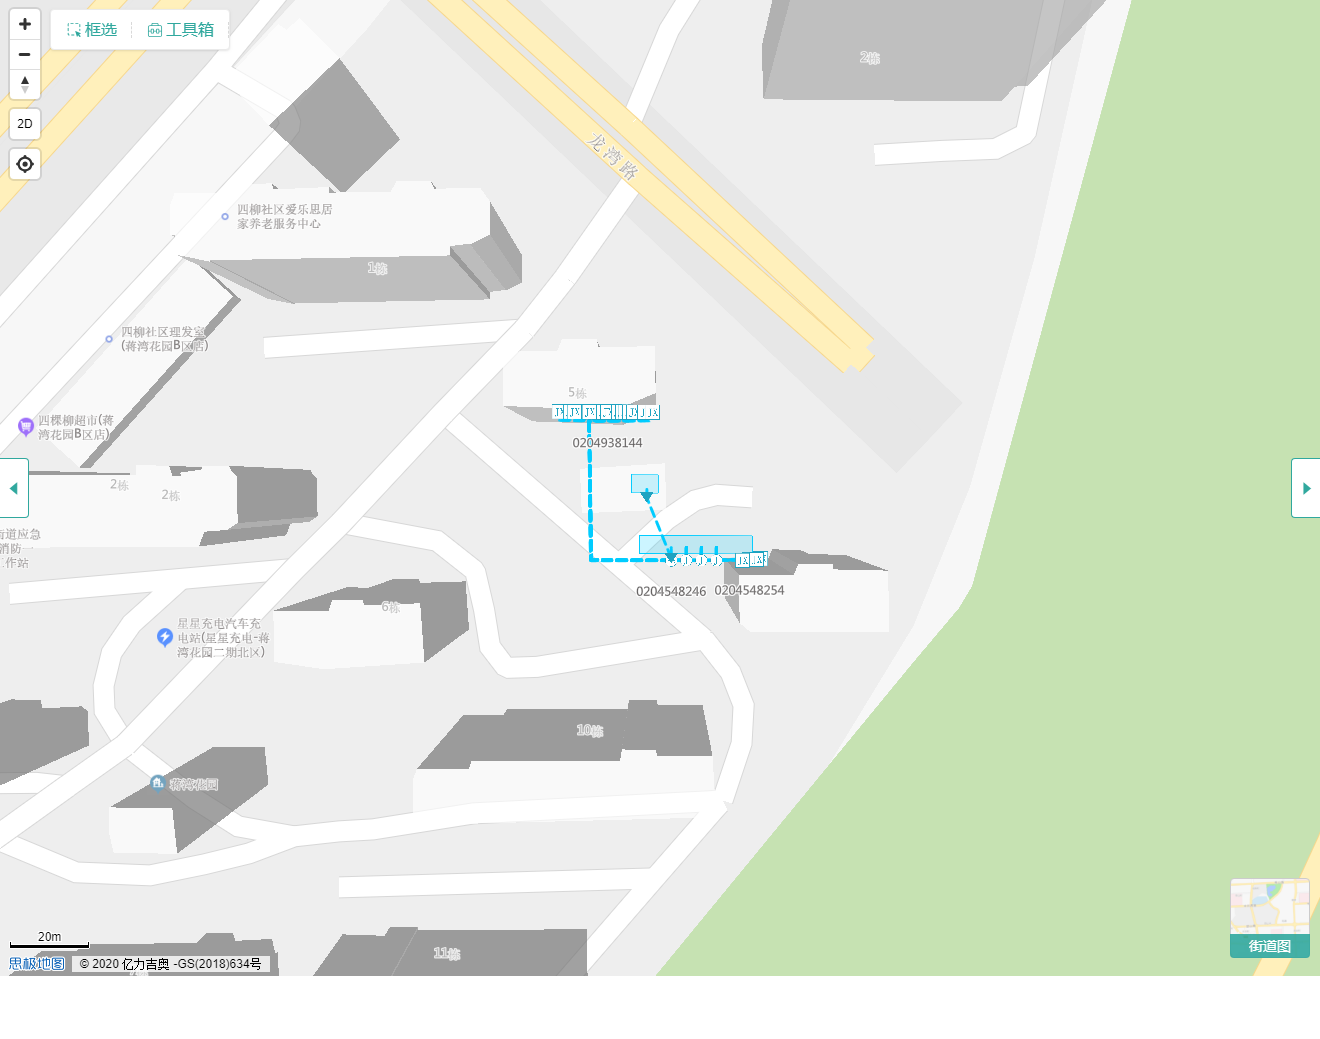 框选
工具箱
2D
2栋
龙湾路
四柳社区爱乐思居
家养老服务中心
1栋
四柳社区理发室
(蒋湾花园B区店)
5栋
四棵柳超市(蒋
湾花园B区店)
0204938144
2栋
2栋
街道应急
消防一
工作站
0204548246
0204548254
6栋
星星充电汽车充
电站(星星充电-蒋
湾花园二期北区)
10栋
蒋湾花园
11栋
20m
思极地图
© 2020 亿力吉奥 -GS(2018)634号
街道图